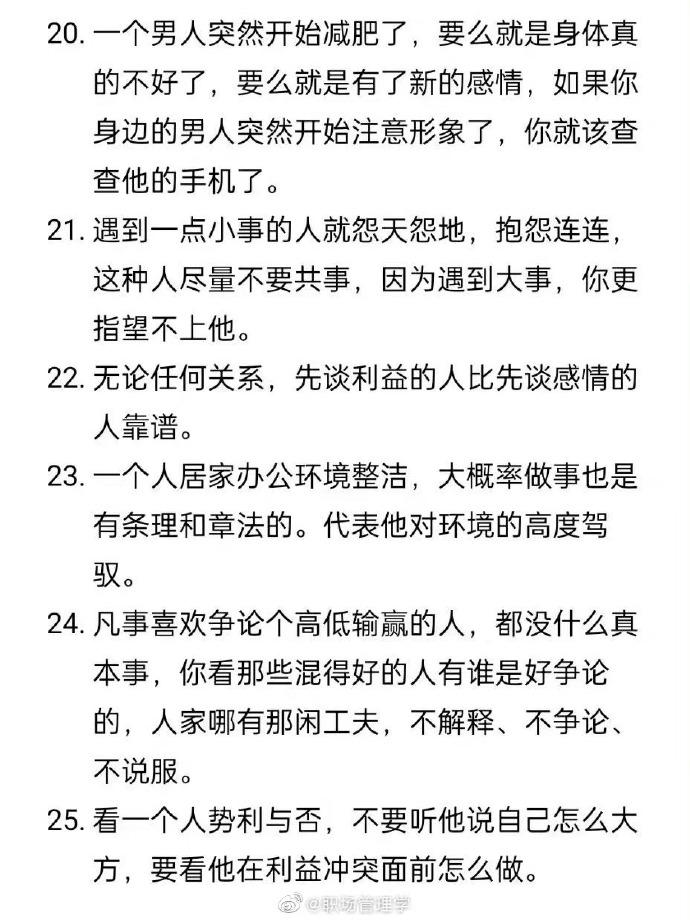 20. 一个男人突然开始减肥了，要么就是身体真
的不好了，要么就是有了新的感情，如果你
身边的男人突然开始注意形象了，你就该查
查他的手机了。
21. 遇到一点小事的人就怨天怨地，抱怨连连，
这种人尽量不要共事，因为遇到大事，你更
指望不上他。
22. 无论任何关系，先谈利益的人比先谈感情的
人靠谱。
23. 一个人居家办公环境整洁，大概率做事也是
有条理和章法的。代表他对环境的高度驾
驭。
24. 凡事喜欢争论个高低输赢的人，都没什么真
本事，你看那些混得好的人有谁是好争论
的，人家哪有那闲工夫，不解释、不争论、
不说服。
25. 看一个人势利与否，不要听他说自己怎么大
方，要看他在利益冲突面前怎么做。
@职场管理学